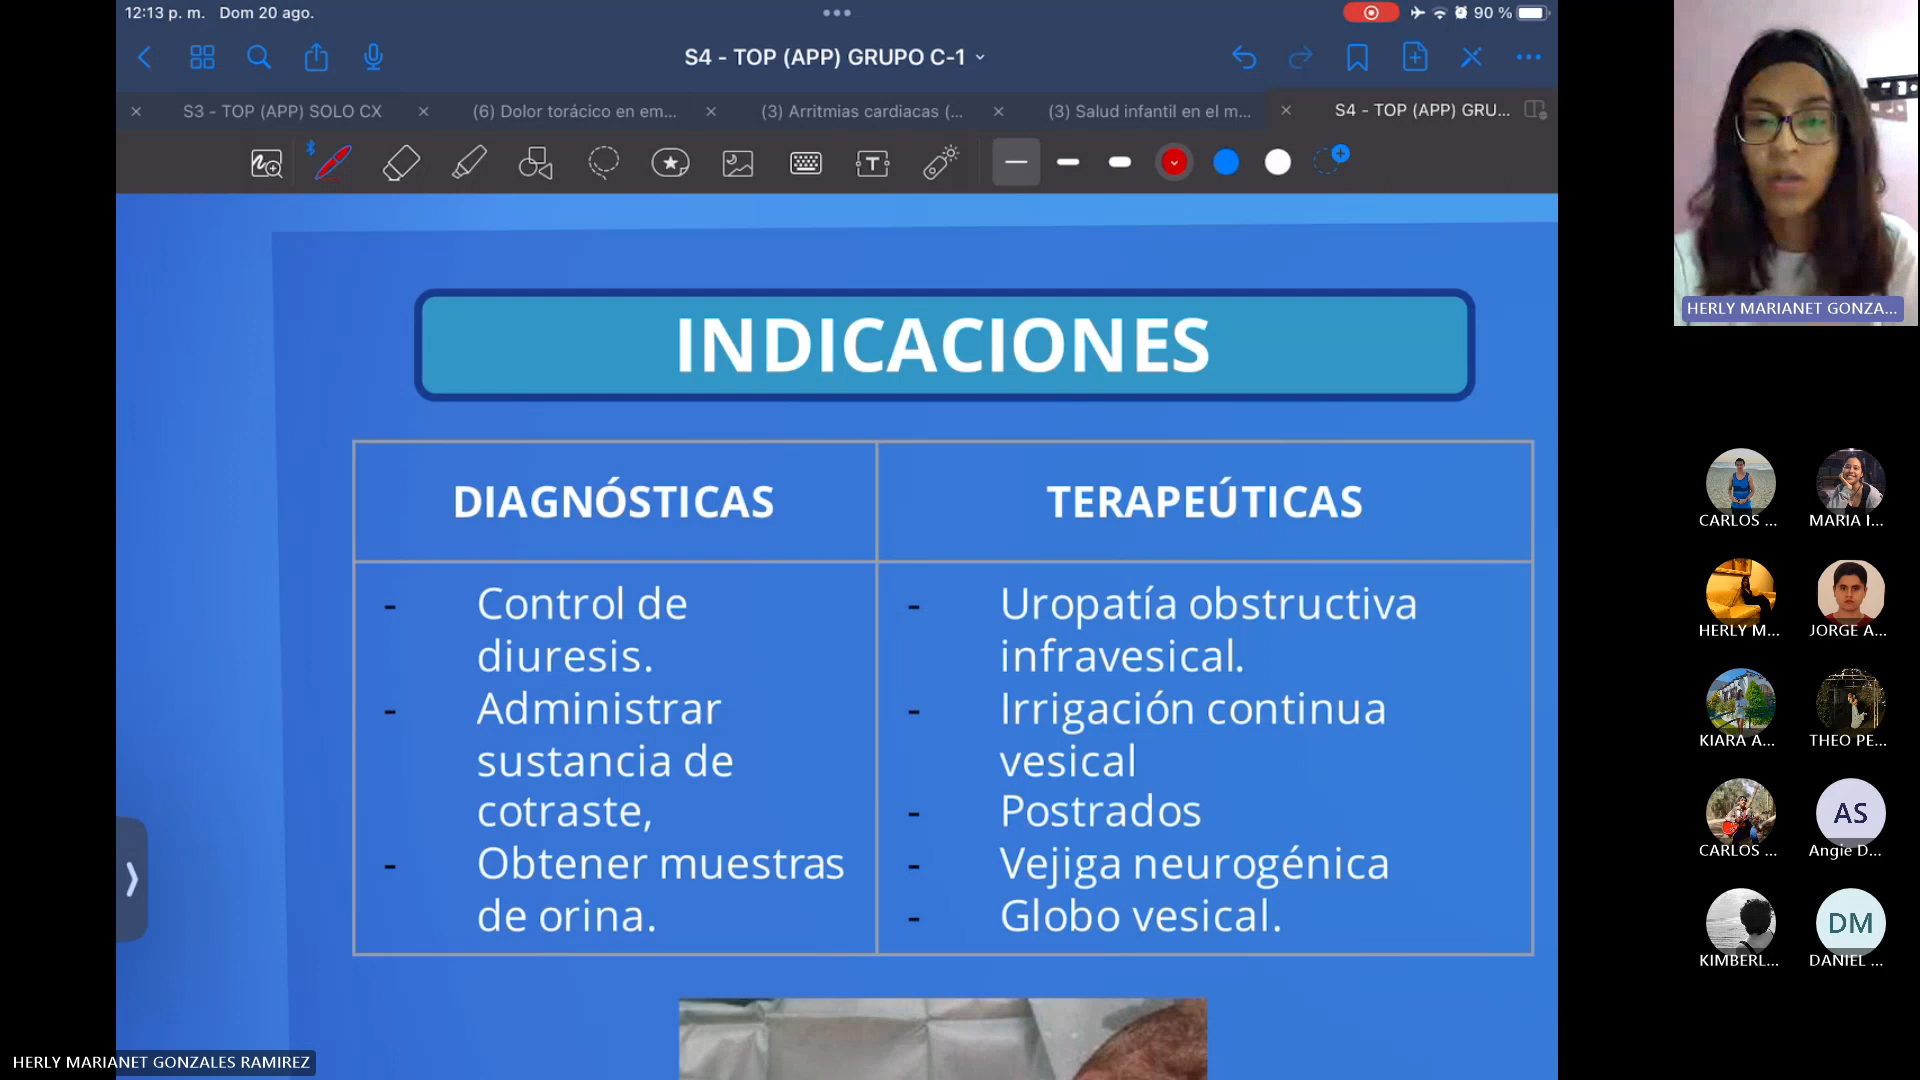 12:13 p. m. Dom 20 ago.
90 %
S4 - TOP (APP) GRUPO C-1
S3 - TOP (APP) SOLO CX
(6) Dolor torácico en em...
(3) Arritmias cardiacas (...
(3) Salud infantil en el m...
S4 - TOP (APP) GRU...
INDICACIONES
DIAGNÓSTICAS
TERAPEÚTICAS
- Control de
diuresis.
- Administrar
sustancia de
cotraste,
- Obtener muestras
de orina.
- Uropatía obstructiva
infravesical.
- Irrigación continua
vesical
- Postrados
- Vejiga neurogénica
- Globo vesical.
HERLY MARIANET GONZA...
CARLOS ...
MARIA I...
HERLY M...
JORGE A...
KIARA A...
THEO PE...
CARLOS ...
AS
Angie D...
KIMBERL...
DM
DANIEL ...
HERLY MARIANET GONZALES RAMIREZ